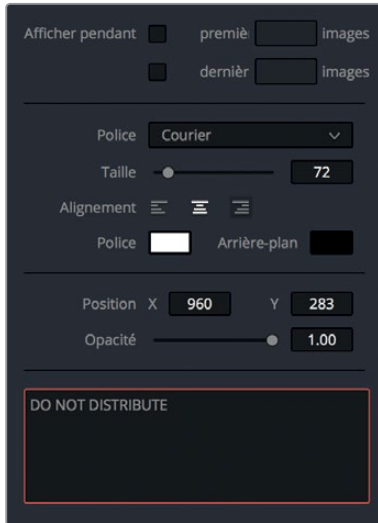 Afficher pendant premiè images
dernièr images
Police Courier
Taille 72
Alignement
Police Arrière-plan
Position X 960 Y 283
Opacité 1.00
DO NOT DISTRIBUTE